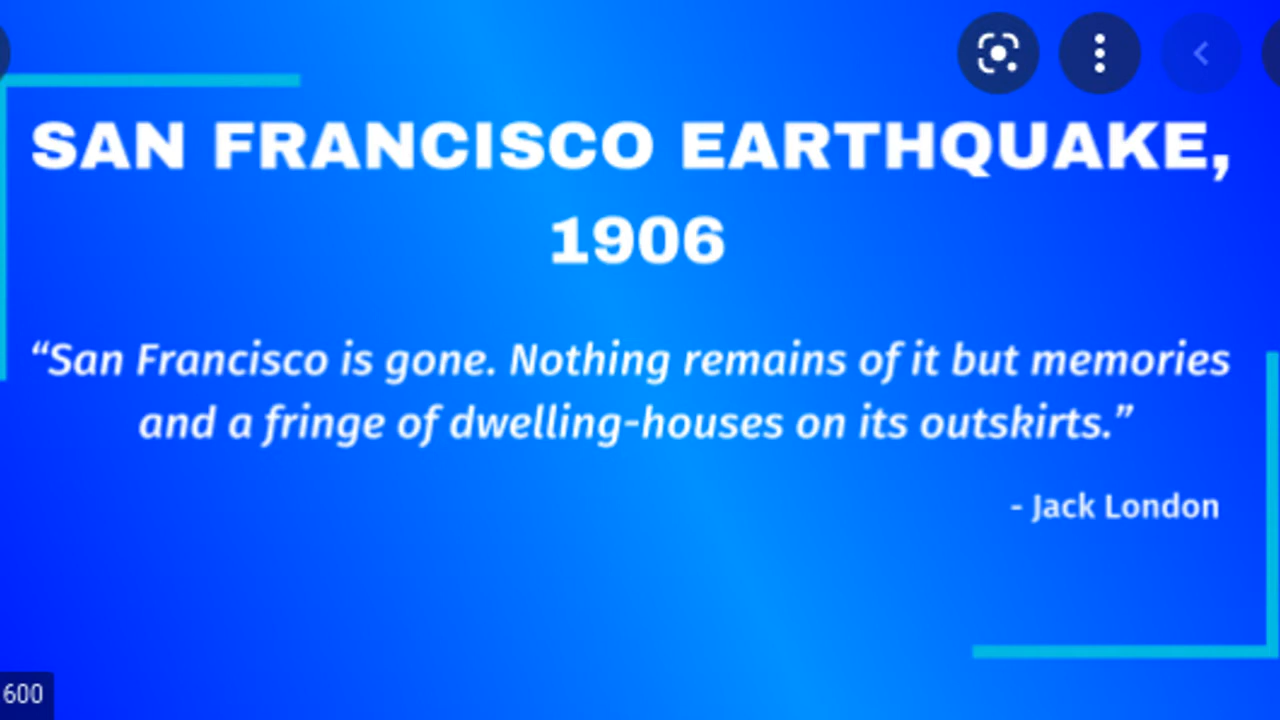 SAN FRANCISCO EARTHQUAKE,
1906
“San Francisco is gone. Nothing remains of it but memories
and a fringe of dwelling-houses on its outskirts.”
- Jack London
600